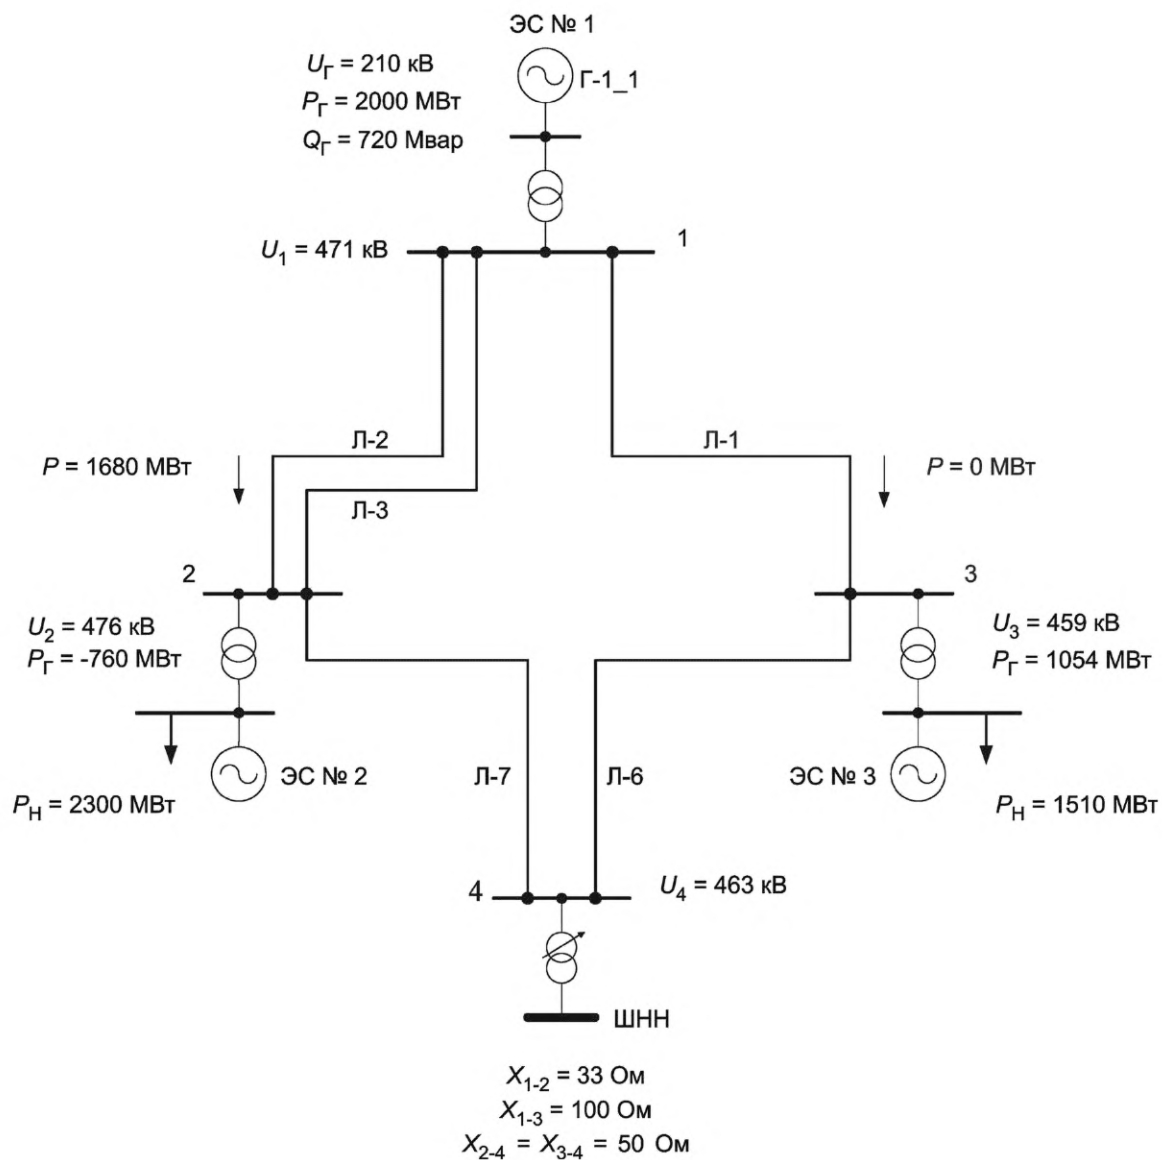 ЭС № 1
U_Г = 210 кВ
Г-1_1
P_Г = 2000 МВт
Q_Г = 720 Мвар
1
U_1 = 471 кВ
Л-2
Л-1
P = 1680 МВт
P = 0 МВт
Л-3
2
3
U_2 = 476 кВ
P_Г = -760 МВт
U_3 = 459 кВ
P_Г = 1054 МВт
ЭС № 2
Л-7
Л-6
ЭС № 3
P_Н = 2300 МВт
P_Н = 1510 МВт
4
U_4 = 463 кВ
ШНН
X_1-2 = 33 Ом
X_1-3 = 100 Ом
X_2-4 = X_3-4 = 50 Ом